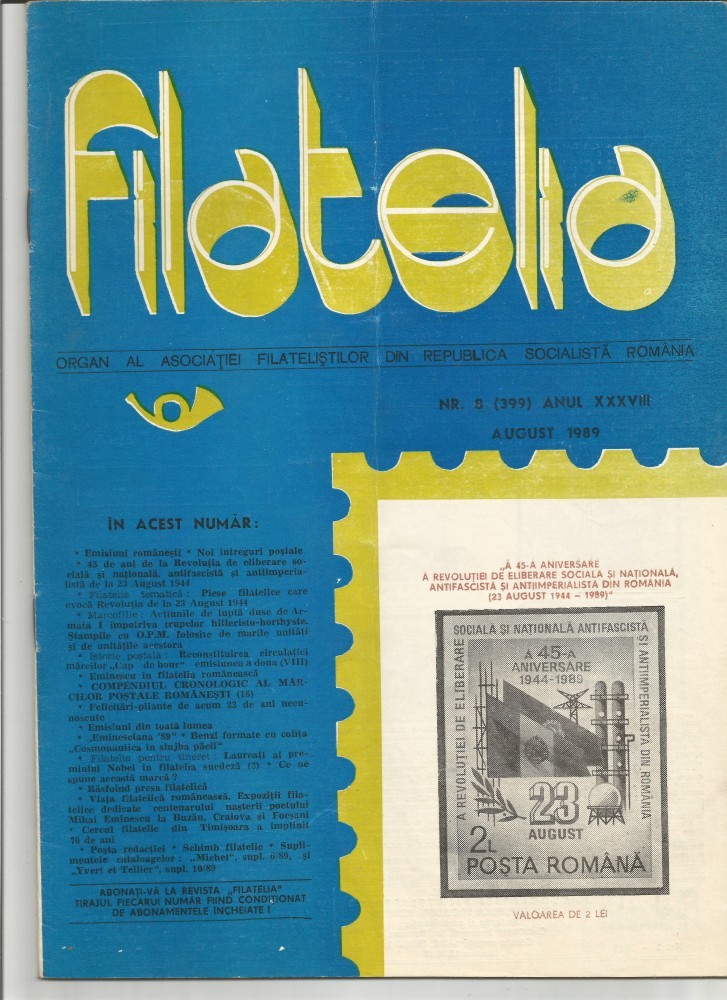 filatelia
ORGAN AL ASOCIAȚIEI FILATELIȘTILOR DIN REPUBLICA SOCIALISTĂ ROMÂNIA
NR. 8 (399) ANUL XXXVIII
AUGUST 1989
ÎN ACEST NUMĂR:
* Emisiuni românești * Noi întreguri poștale
* 45 de ani de la Revoluția de eliberare so-
cială și națională, antifascistă și antiimperia-
listă de la 23 August 1944
* Filatelie tematică : Piese filatelice care
evocă Revoluția de la 23 August 1944
* Marcofilie : Acțiunile de luptă duse de Ar-
mata I împotriva trupelor hitleristo-horthyste.
Ștampile cu O.P.M. folosite de marile unități
și de unitățile acestora
* Istorie poștală : Reconstituirea circulației
mărcilor „Cap de bour" emisiunea a doua (VIII)
* Eminescu în filatelia românească
* COMPENDIUL CRONOLOGIC AL MĂR-
CILOR POȘTALE ROMÂNEȘTI (16)
* Felicitări-pliante de acum 22 de ani necu-
noscute
* Emisiuni din toată lumea
* „Eminesciana '89" * Benzi formate cu colița
„Cosmonautica în slujba păcii"
* Filatelia pentru tineret : Laureați ai pre-
miului Nobel în filatelia suedeză (3) * Ce ne
spune această marcă ?
* Răsfoind presa filatelică
* Viața filatelică românească. Expoziții fila-
telice dedicate centenarului nașterii poetului
Mihai Eminescu la Buzău, Craiova și Focșani
* Cercul filatelic din Timișoara a împlinit
70 de ani
* Poșta redacției * Schimb filatelic * Supli-
mentele cataloagelor : „Michel", supl. 6/89, și
„Yvert et Tellier", supl. 10/89
ABONAȚI-VĂ LA REVISTA „FILATELIA"
TIRAJUL FIECĂRUI NUMĂR FIIND CONDIȚIONAT
DE ABONAMENTELE ÎNCHEIATE !
„A 45-A ANIVERSARE
A REVOLUȚIEI DE ELIBERARE SOCIALĂ ȘI NAȚIONALĂ,
ANTIFASCISTĂ ȘI ANTIIMPERIALISTĂ DIN ROMÂNIA
(23 AUGUST 1944 – 1989)"
A REVOLUȚIEI DE ELIBERARE
SOCIALĂ ȘI NAȚIONALĂ ANTIFASCISTĂ
ȘI ANTIIMPERIALISTĂ DIN ROMÂNIA
A 45-A
ANIVERSARE
1944-1989
23
AUGUST
2L
POȘTA ROMÂNĂ
VALOAREA DE 2 LEI